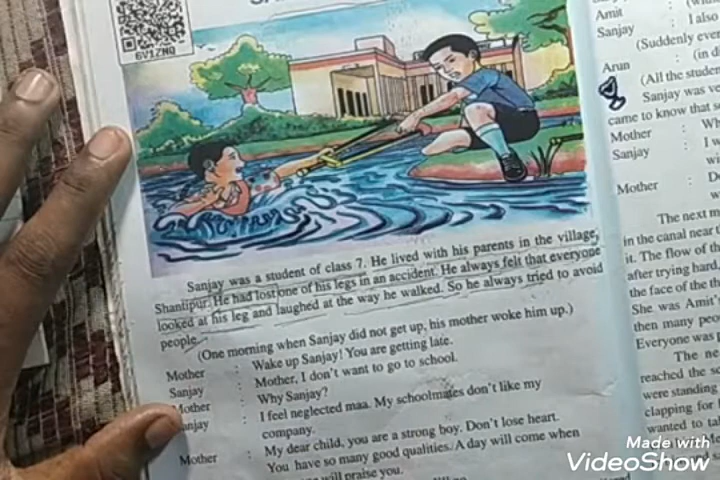 6V1ZNQ
Sanjay was a student of class 7. He lived with his parents in the village,
Shantipur. He had lost one of his legs in an accident. He always felt that everyone
looked at his leg and laughed at the way he walked. So he always tried to avoid
people.
(One morning when Sanjay did not get up, his mother woke him up.)
Mother : Wake up Sanjay! You are getting late.
Sanjay : Mother, I don't want to go to school.
Mother : Why Sanjay?
Sanjay : I feel neglected maa. My schoolmates don't like my
company.
Mother : My dear child, you are a strong boy. Don't lose heart.
You have so many good qualities. A day will come when
will praise you.
Amit :
Sanjay : I also
(Suddenly
Arun : (in
(All the
Sanjay was
came to know that
Mother :
Sanjay : I
Mother :
The next
in the canal near
it. The flow of
after trying hard.
the face of the
She was Amit'
then many
Everyone was
The
reached the
were standing
clapping for
wanted to
Made with
VideoShow